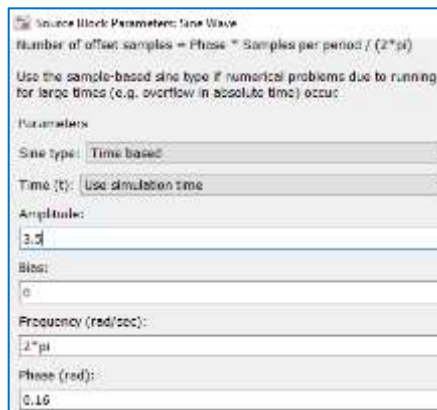 Source Block Parameters: Sine Wave
Number of offset samples = Phase * Samples per period / (2*pi)
Use the sample-based sine type if numerical problems due to running
for large times (e.g. overflow in absolute time) occur.
Parameters
Sine type: Time based
Time (t): Use simulation time
Amplitude:
3.5
Bias:
0
Frequency (rad/sec):
2*pi
Phase (rad):
0.16